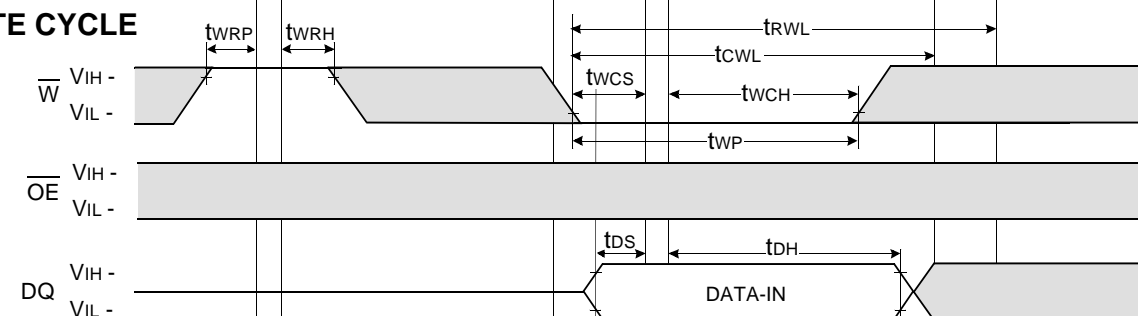 TE CYCLE
tWRP
tWRH
tRWL
tCWL
W
VIH -
VIL -
tWCS
tWCH
tWP
OE
VIH -
VIL -
tDS
tDH
DQ
VIH -
VIL -
DATA-IN